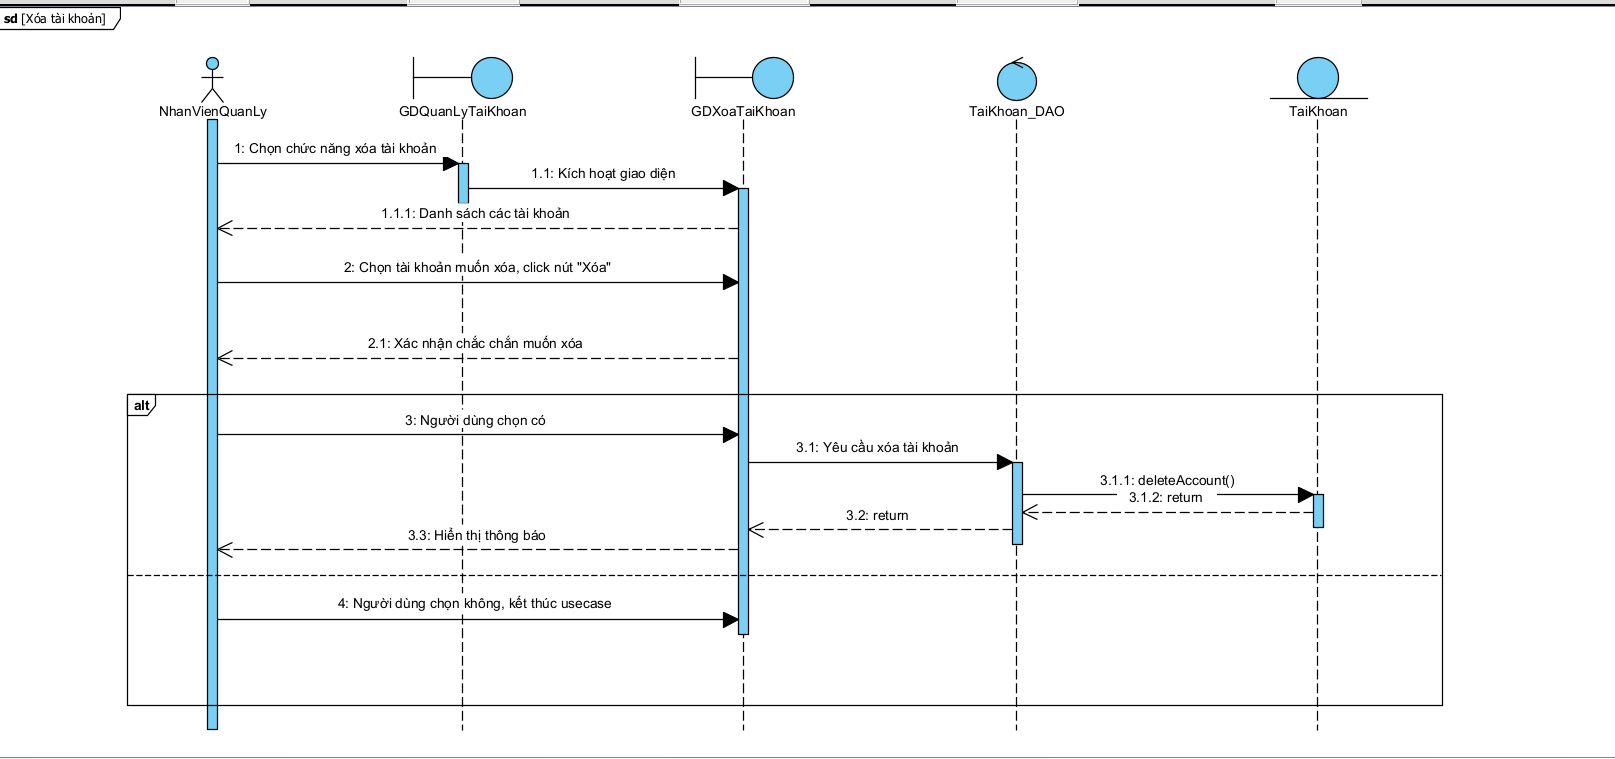 sd [Xóa tài khoản]
NhanVienQuanLy
GDQuanLyTaiKhoan
GDXoaTaiKhoan
TaiKhoan_DAO
TaiKhoan
1: Chọn chức năng xóa tài khoản
1.1: Kích hoạt giao diện
1.1.1: Danh sách các tài khoản
2: Chọn tài khoản muốn xóa, click nút "Xóa"
2.1: Xác nhận chắc chắn muốn xóa
alt
3: Người dùng chọn có
3.1: Yêu cầu xóa tài khoản
3.1.1: deleteAccount()
3.1.2: return
3.2: return
3.3: Hiển thị thông báo
4: Người dùng chọn không, kết thúc usecase